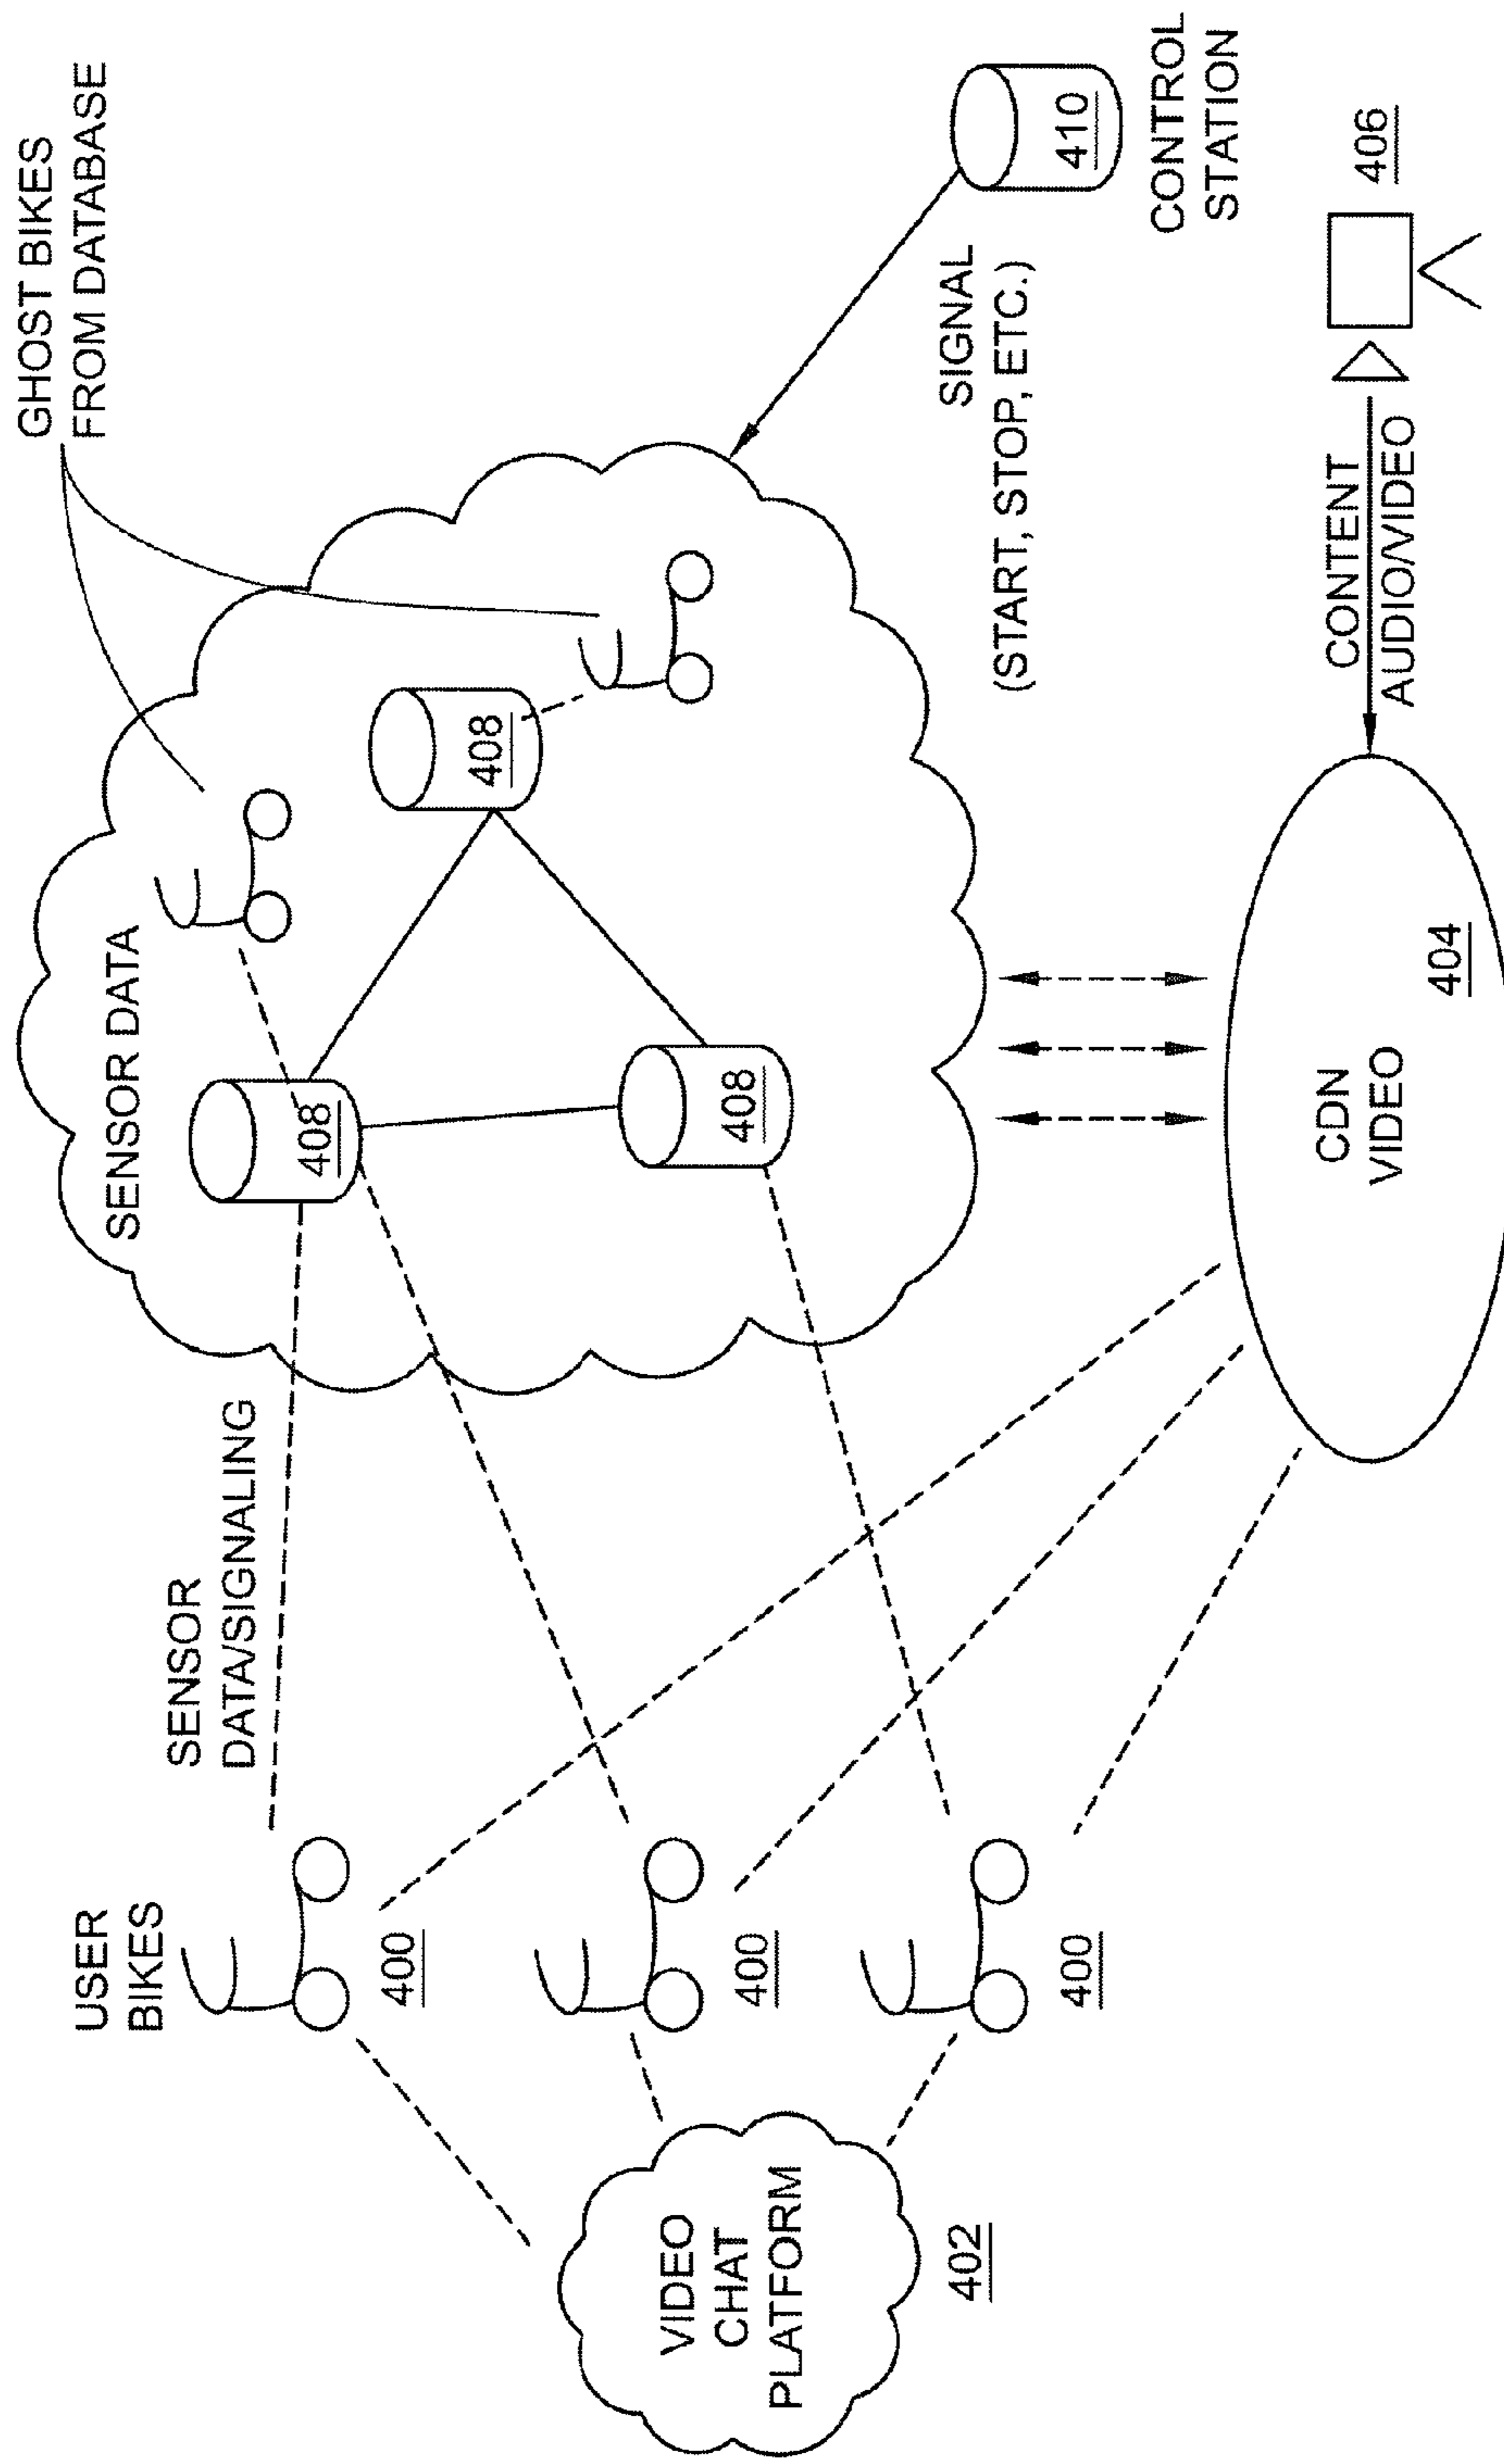 GHOST BIKES
FROM DATABASE
SENSOR DATA
USER
BIKES
SENSOR
DATA/SIGNALING
400
400
400
408
408
408
VIDEO
CHAT
PLATFORM
402
SIGNAL
(START, STOP, ETC.)
410
CONTROL
STATION
CDN
VIDEO
404
CONTENT
AUDIO/VIDEO
406